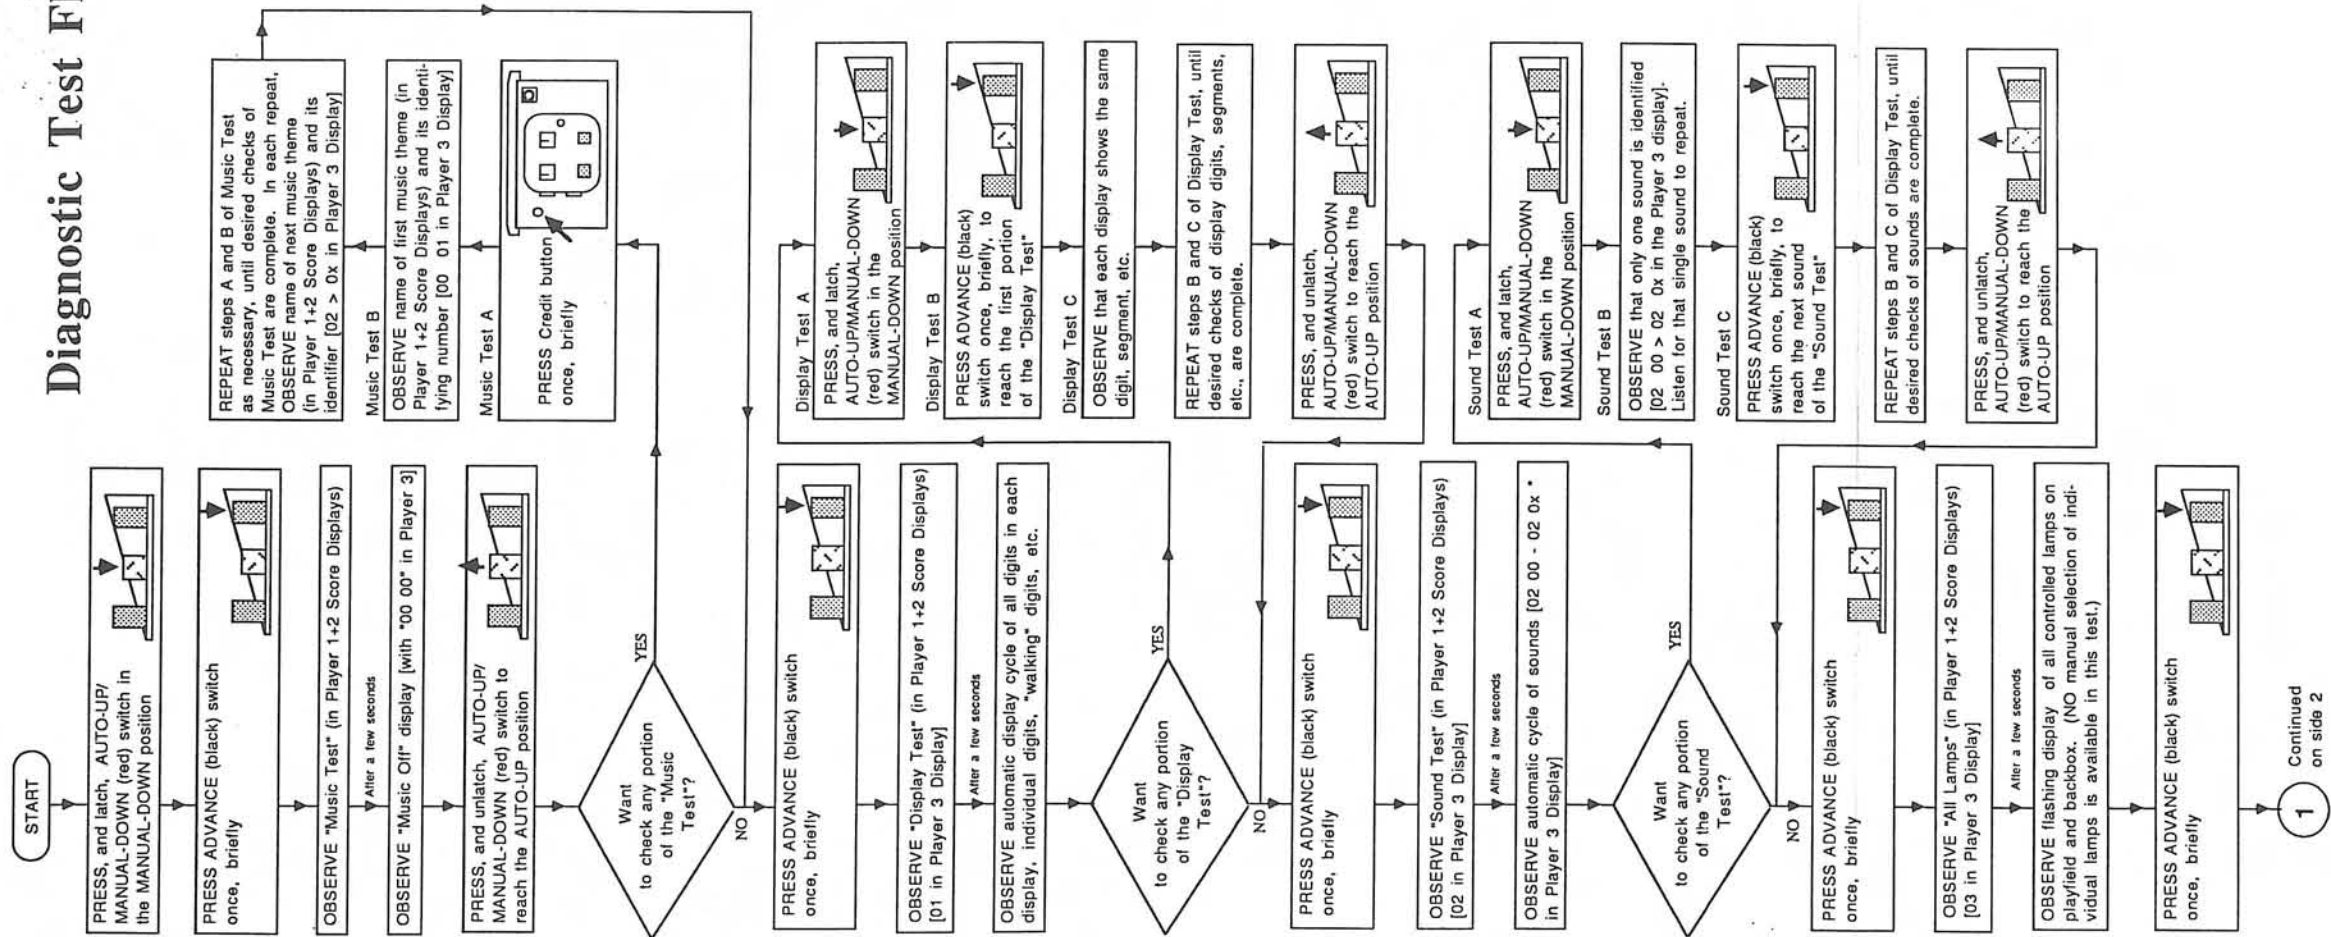 Diagnostic Test
START
PRESS, and latch, AUTO-UP/
MANUAL-DOWN (red) switch in
the MANUAL-DOWN position
PRESS ADVANCE (black) switch
once, briefly
OBSERVE "Music Test" (in Player 1+2 Score Displays)
After a few seconds
OBSERVE "Music Off" display [with "00 00" in Player 3]
PRESS, and unlatch, AUTO-UP/
MANUAL-DOWN (red) switch to
reach the AUTO-UP position
Want
to check any portion
of the "Music
Test"?
YES
NO
PRESS Credit button
once, briefly
Music Test A
OBSERVE name of first music theme (in
Player 1+2 Score Displays) and its identi-
fying number [00 01 in Player 3 Display]
Music Test B
REPEAT steps A and B of Music Test
as necessary, until desired checks of
Music Test are complete. In each repeat,
OBSERVE name of next music theme
(in Player 1+2 Score Displays) and its
identifier [02 > 0x in Player 3 Display]
PRESS ADVANCE (black) switch
once, briefly
OBSERVE "Display Test" (in Player 1+2 Score Displays)
[01 in Player 3 Display]
After a few seconds
OBSERVE automatic display cycle of all digits in each
display, individual digits, "walking" digits, etc.
Want
to check any portion
of the "Display
Test"?
YES
NO
Display Test A
PRESS, and latch,
AUTO-UP/MANUAL-DOWN
(red) switch in the
MANUAL-DOWN position
Display Test B
PRESS ADVANCE (black)
switch once, briefly, to
reach the first portion
of the "Display Test"
Display Test C
OBSERVE that each display shows the same
digit, segment, etc.
REPEAT steps B and C of Display Test, until
desired checks of display digits, segments,
etc., are complete.
PRESS, and unlatch,
AUTO-UP/MANUAL-DOWN
(red) switch to reach the
AUTO-UP position
PRESS ADVANCE (black) switch
once, briefly
OBSERVE "Sound Test" (in Player 1+2 Score Displays)
[02 in Player 3 Display]
After a few seconds
OBSERVE automatic cycle of sounds [02 00 - 02 0x *
in Player 3 Display]
Want
to check any portion
of the "Sound
Test"?
YES
NO
Sound Test A
PRESS, and latch,
AUTO-UP/MANUAL-DOWN
(red) switch in the
MANUAL-DOWN position
Sound Test B
OBSERVE that only one sound is identified
[02 00 > 02 0x in the Player 3 display].
Listen for that single sound to repeat.
Sound Test C
PRESS ADVANCE (black)
switch once, briefly, to
reach the next sound
of the "Sound Test"
REPEAT steps B and C of Display Test, until
desired checks of sounds are complete.
PRESS, and unlatch,
AUTO-UP/MANUAL-DOWN
(red) switch to reach the
AUTO-UP position
PRESS ADVANCE (black) switch
once, briefly
OBSERVE "All Lamps" (in Player 1+2 Score Displays)
[03 in Player 3 Display]
After a few seconds
OBSERVE flashing display of all controlled lamps on
playfield and backbox. (NO manual selection of indi-
vidual lamps is available in this test.)
PRESS ADVANCE (black) switch
once, briefly
1
Continued
on side 2